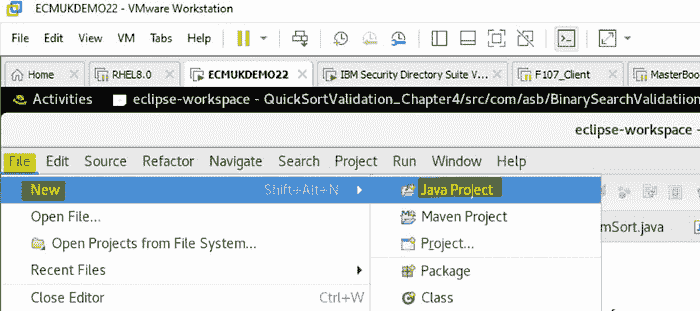 ECMUKDEMO22 - VMware Workstation
File Edit View VM Tabs Help
Home RHEL8.0 ECMUKDEMO22 IBM Security Directory Suite V... F107_Client MasterBoo
Activities eclipse-workspace - QuickSortValidation_Chapter4/src/com/asb/BinarySearchValidatiion
eclipse-workspace -
File Edit Source Refactor Navigate Search Project Run Window Help
New Shift+Alt+N Java Project
Open File... Maven Project
mSort.java
Open Projects from File System... Project...
Recent Files Package
Close Editor Ctrl+W Class